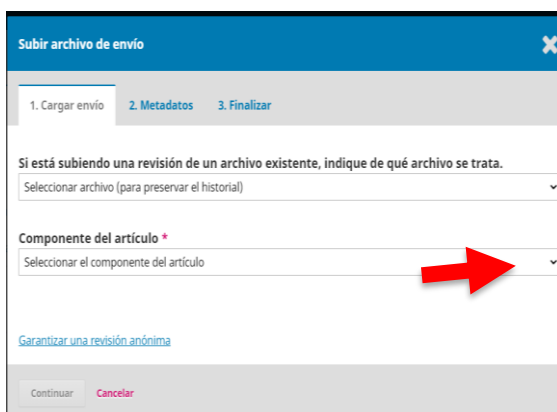 Subir archivo de envío
1. Cargar envío 2. Metadatos 3. Finalizar
Si está subiendo una revisión de un archivo existente, indique de qué archivo se trata.
Seleccionar archivo (para preservar el historial)
Componente del artículo *
Seleccionar el componente del artículo
Garantizar una revisión anónima
Continuar Cancelar